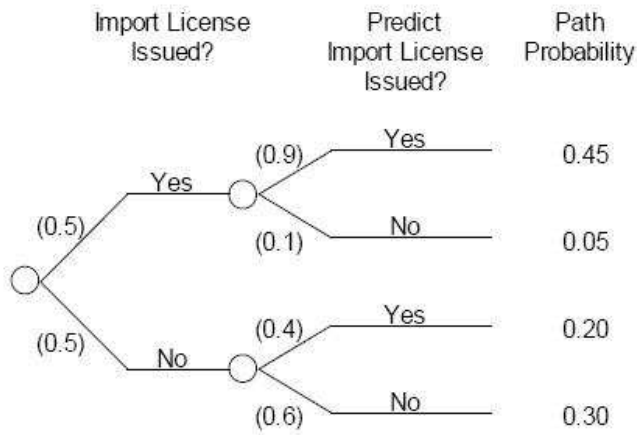 Import License
Issued?
Predict
Import License
Issued?
Path
Probability
(0.9)
Yes
0.45
Yes
(0.5)
(0.1)
No
0.05
(0.5)
(0.4)
Yes
0.20
No
(0.6)
No
0.30